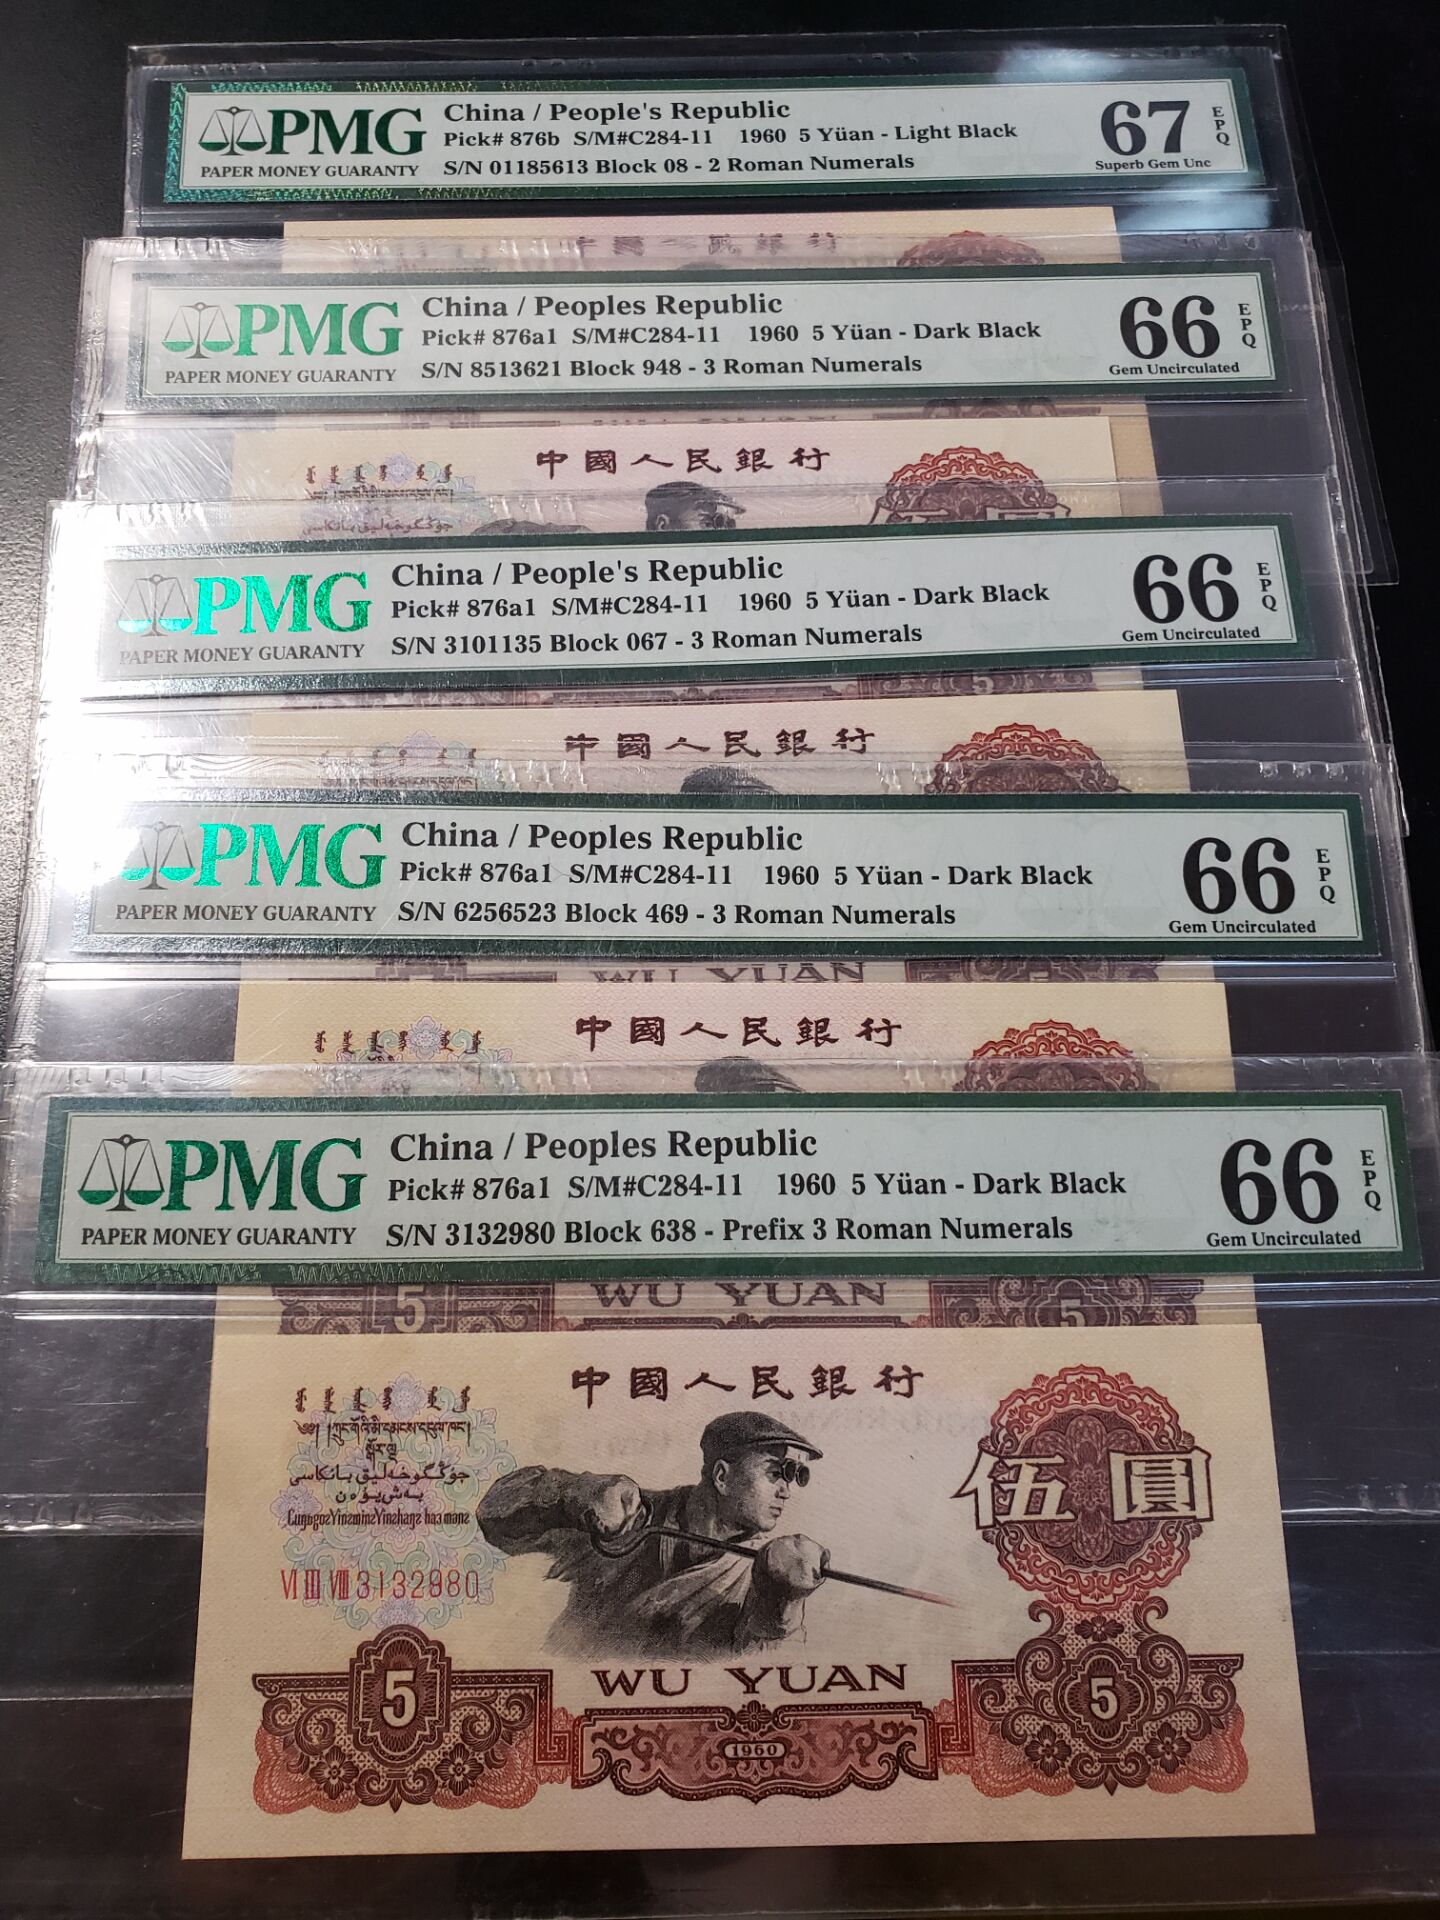 PMG
PAPER MONEY GUARANTY
China / People's Republic
Pick# 876b S/M#C284-11 1960 5 Yüan - Light Black
S/N 01185613 Block 08 - 2 Roman Numerals
67 EPQ
Superb Gem Unc
PMG
PAPER MONEY GUARANTY
China / Peoples Republic
Pick# 876a1 S/M#C284-11 1960 5 Yüan - Dark Black
S/N 8513621 Block 948 - 3 Roman Numerals
66 EPQ
Gem Uncirculated
中國人民銀行
PMG
PAPER MONEY GUARANTY
China / People's Republic
Pick# 876a1 S/M#C284-11 1960 5 Yüan - Dark Black
S/N 3101135 Block 067 - 3 Roman Numerals
66 EPQ
Gem Uncirculated
中國人民銀行
PMG
PAPER MONEY GUARANTY
China / Peoples Republic
Pick# 876a1 S/M#C284-11 1960 5 Yüan - Dark Black
S/N 6256523 Block 469 - 3 Roman Numerals
66 EPQ
Gem Uncirculated
WU YUAN
中國人民銀行
PMG
PAPER MONEY GUARANTY
China / Peoples Republic
Pick# 876a1 S/M#C284-11 1960 5 Yüan - Dark Black
S/N 3132980 Block 638 - Prefix 3 Roman Numerals
66 EPQ
Gem Uncirculated
5 WU YUAN 5
中國人民銀行
伍圓
VI III VIII 3132980
WU YUAN
5 5
1960